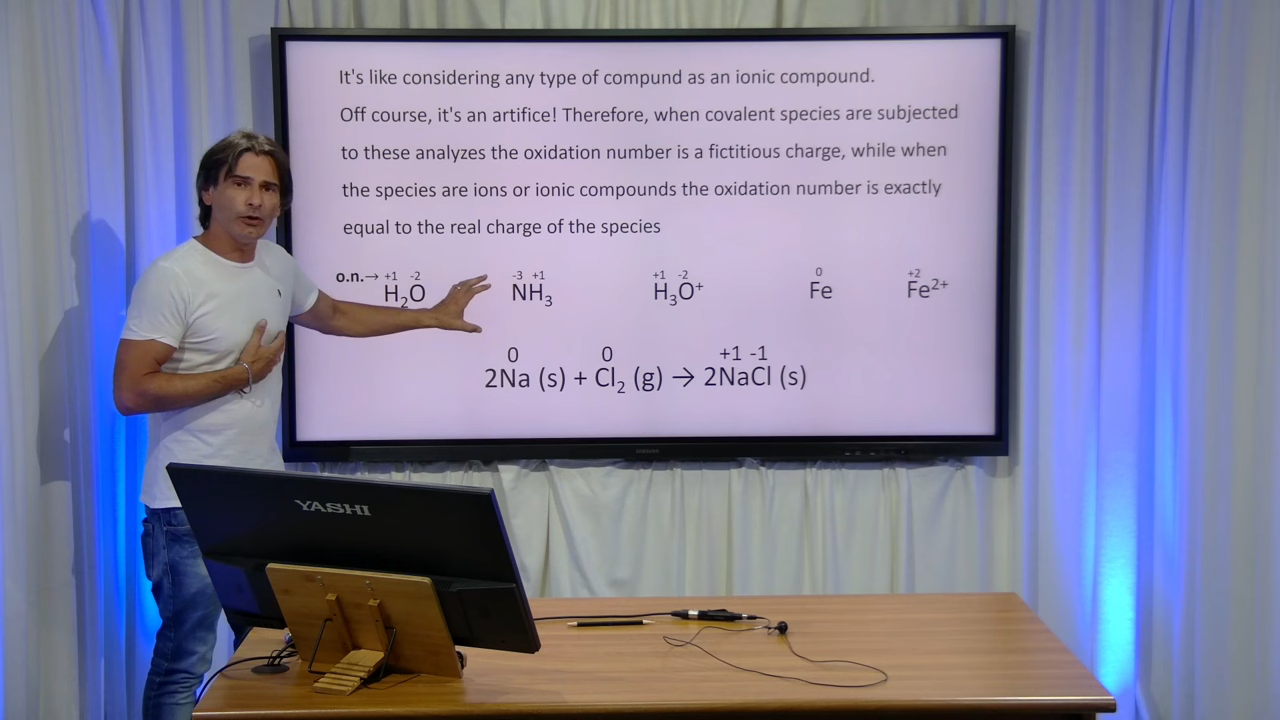 It's like considering any type of compund as an ionic compound.
Off course, it's an artifice! Therefore, when covalent species are subjected
to these analyzes the oxidation number is a fictitious charge, while when
the species are ions or ionic compounds the oxidation number is exactly
equal to the real charge of the species
+1 -2 -3 +1 +1 -2 0 +2
o.n.→ H₂O NH₃ H₃O⁺ Fe Fe²⁺
0 0 +1 -1
2Na (s) + Cl₂ (g) → 2NaCl (s)
SAMSUNG
YASHI